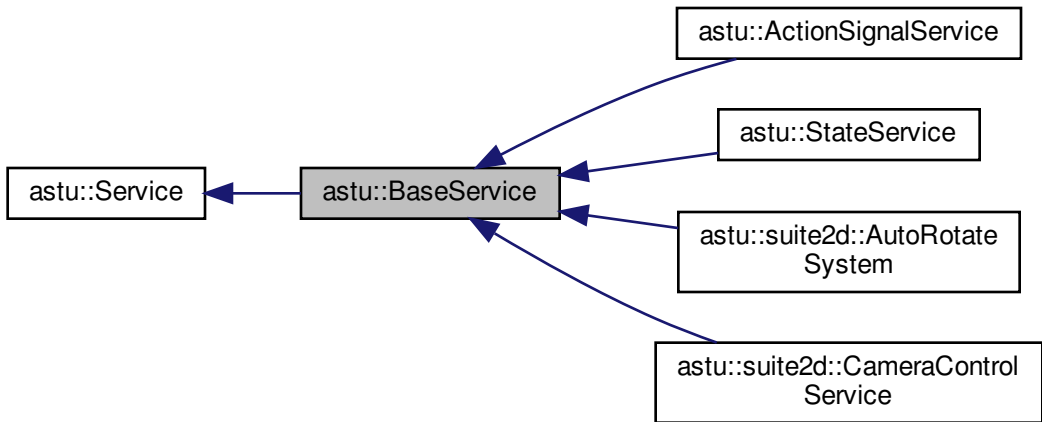 astu::ActionSignalService
astu::StateService
astu::Service
astu::BaseService
astu::suite2d::AutoRotate
System
astu::suite2d::CameraControl
Service